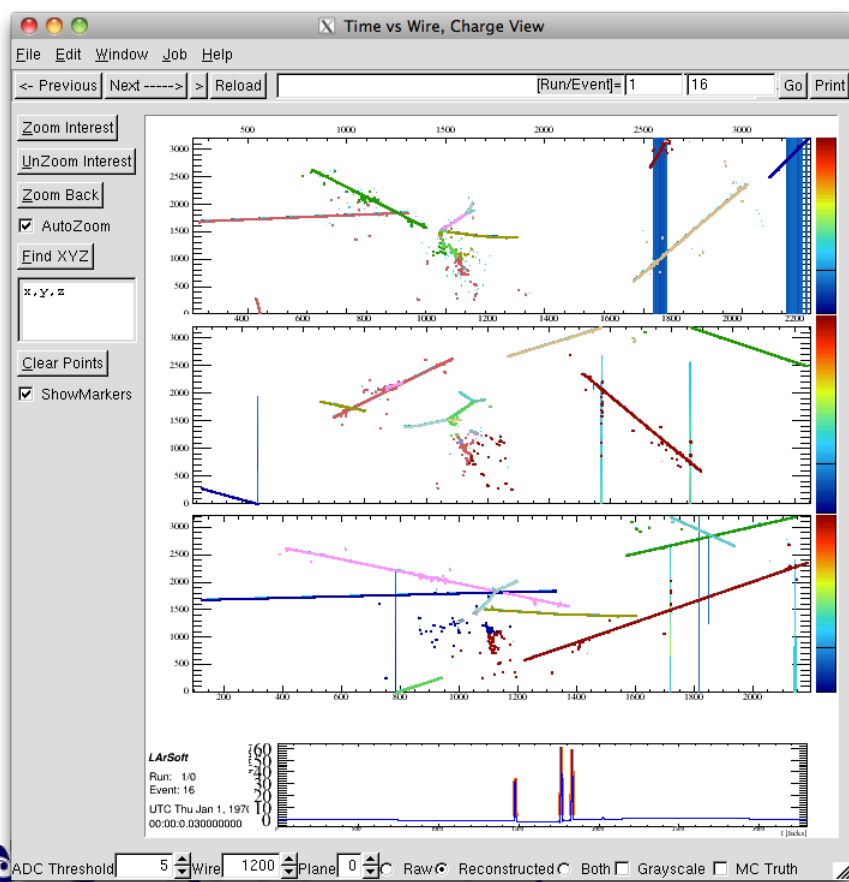 Time vs Wire, Charge View
File Edit Window Job Help
<- Previous Next -----> > Reload [Run/Event]= 1 16 Go Print
Zoom Interest
UnZoom Interest
Zoom Back
AutoZoom
Find XYZ
x,y,z
Clear Points
ShowMarkers
500 1000 1500 2000 2500 3000
3000
2500
2000
1500
1000
500
0
400 600 800 1000 1200 1400 1600 1800 2000 2200
3000
2500
2000
1500
1000
500
0
3000
2500
2000
1500
1000
500
0
200 400 600 800 1000 1200 1400 1600 1800 2000
LArSoft
Run: 1/0
Event: 16
UTC Thu Jan 1, 197
00:00:0.030000000
60
50
40
30
20
10
0
t [ticks]
ADC Threshold 5 Wire 1200 Plane 0 Raw Reconstructed Both Grayscale MC Truth